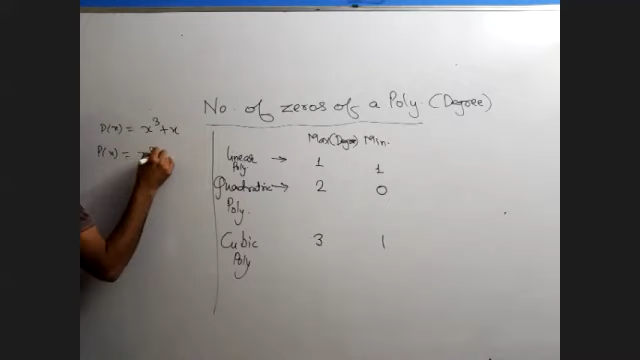 No. of zeros of a Poly. (Degree)
P(x) = x³ + x
P(x) =
Max(Degree) Min.
Linear Poly → 1 1
Quadratic Poly. → 2 0
Cubic Poly 3 1